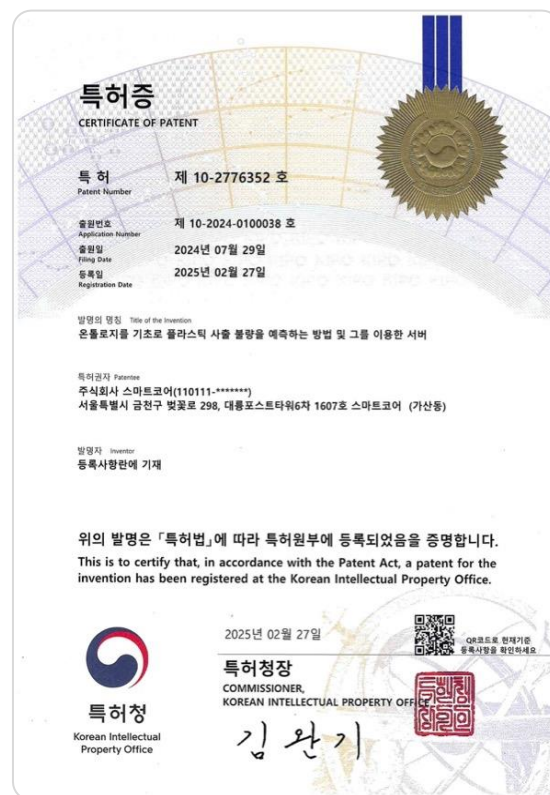 특허증
CERTIFICATE OF PATENT
특 허
Patent Number
제 10-2776352 호
출원번호
Application Number
제 10-2024-0100038 호
출원일
Filing Date
2024년 07월 29일
등록일
Registration Date
2025년 02월 27일
발명의 명칭 Title of the Invention
온톨로지를 기초로 플라스틱 사출 불량을 예측하는 방법 및 그를 이용한 서버
특허권자 Patentee
주식회사 스마트코어(110111-*******)
서울특별시 금천구 벚꽃로 298, 대륭포스트타워6차 1607호 스마트코어 (가산동)
발명자 Inventor
등록사항란에 기재
위의 발명은 「특허법」에 따라 특허원부에 등록되었음을 증명합니다.
This is to certify that, in accordance with the Patent Act, a patent for the
invention has been registered at the Korean Intellectual Property Office.
2025년 02월 27일
QR코드로 현재기준
등록사항을 확인하세요
특허청장
COMMISSIONER,
KOREAN INTELLECTUAL PROPERTY OFFICE
김완기
특허청
Korean Intellectual
Property Office